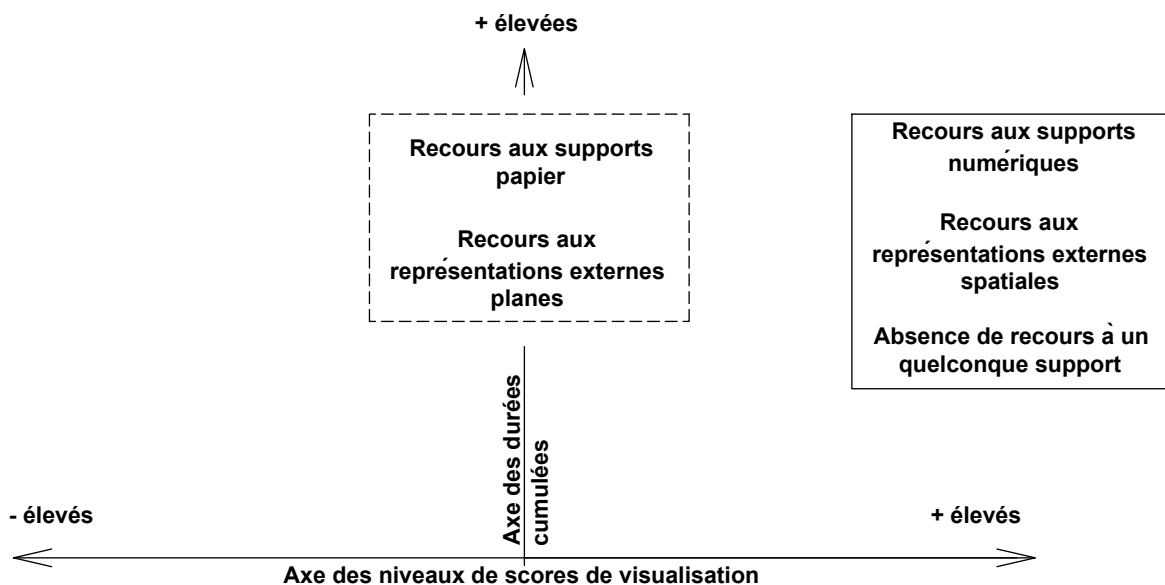 + élevées
Recours aux supports
papier
Recours aux
représentations externes
planes
Recours aux supports
numériques
Recours aux
représentations externes
spatiales
Absence de recours à un
quelconque support
Axe des durées
cumulées
- élevés
+ élevés
Axe des niveaux de scores de visualisation